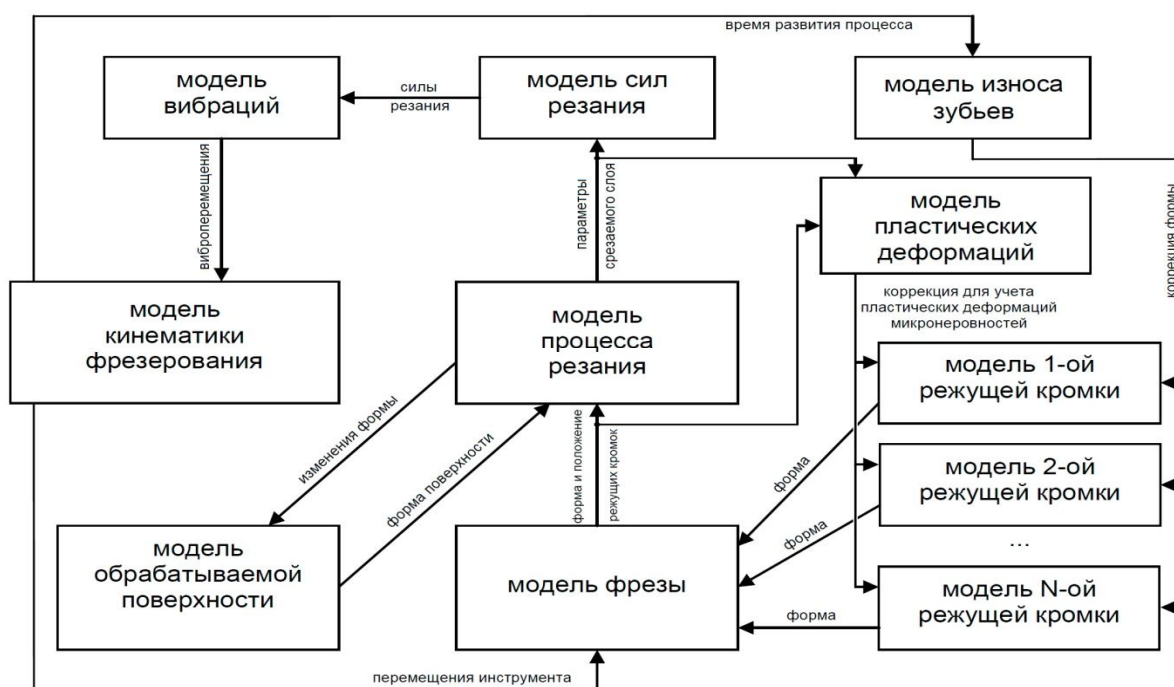 время развития процесса
модель
вибраций
силы
резания
модель сил
резания
модель износа
зубьев
виброперемещения
параметры
срезаемого слоя
модель
пластических
деформаций
коррекция формы
модель
кинематики
фрезерования
модель
процесса
резания
коррекция для учета
пластических деформаций
микронеровностей
модель 1-ой
режущей кромки
изменения формы
форма поверхности
форма и положение
режущих кромок
форма
модель 2-ой
режущей кромки
форма
...
модель
обрабатываемой
поверхности
модель фрезы
форма
модель N-ой
режущей кромки
перемещения инструмента